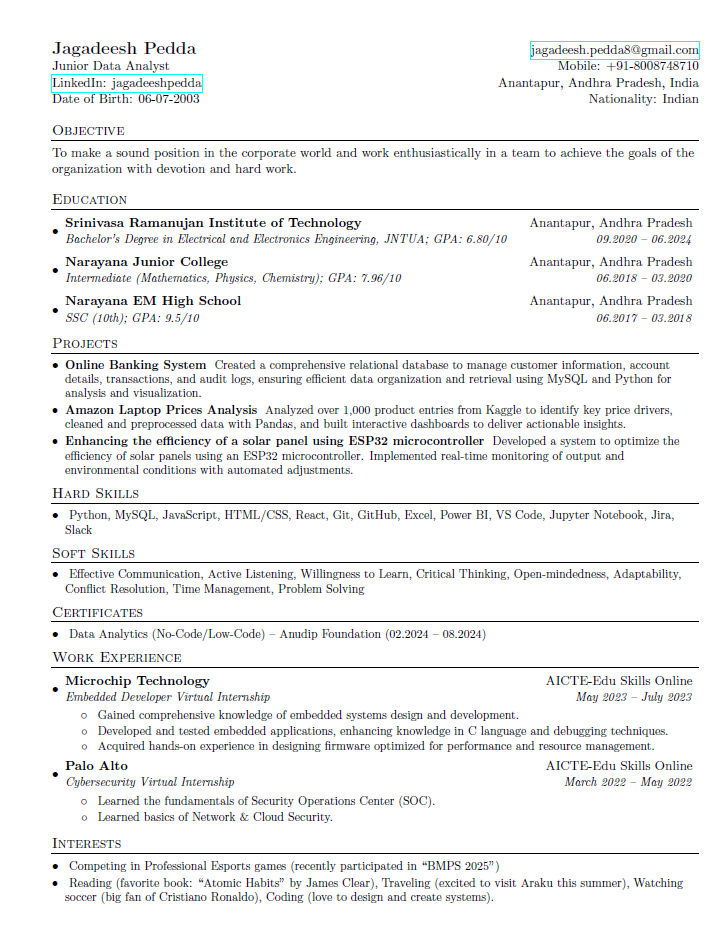 Jagadeesh Pedda
jagadeesh.pedda8@gmail.com
Junior Data Analyst
Mobile: +91-8008748710
LinkedIn: jagadeeshpedda
Anantapur, Andhra Pradesh, India
Date of Birth: 06-07-2003
Nationality: Indian
Objective
To make a sound position in the corporate world and work enthusiastically in a team to achieve the goals of the
organization with devotion and hard work.
Education
• Srinivasa Ramanujan Institute of Technology Anantapur, Andhra Pradesh
Bachelor's Degree in Electrical and Electronics Engineering, JNTUA; GPA: 6.80/10 09.2020 – 06.2024
• Narayana Junior College Anantapur, Andhra Pradesh
Intermediate (Mathematics, Physics, Chemistry); GPA: 7.96/10 06.2018 – 03.2020
• Narayana EM High School Anantapur, Andhra Pradesh
SSC (10th); GPA: 9.5/10 06.2017 – 03.2018
Projects
• Online Banking System Created a comprehensive relational database to manage customer information, account
details, transactions, and audit logs, ensuring efficient data organization and retrieval using MySQL and Python for
analysis and visualization.
• Amazon Laptop Prices Analysis Analyzed over 1,000 product entries from Kaggle to identify key price drivers,
cleaned and preprocessed data with Pandas, and built interactive dashboards to deliver actionable insights.
• Enhancing the efficiency of a solar panel using ESP32 microcontroller Developed a system to optimize the
efficiency of solar panels using an ESP32 microcontroller. Implemented real-time monitoring of output and
environmental conditions with automated adjustments.
Hard Skills
• Python, MySQL, JavaScript, HTML/CSS, React, Git, GitHub, Excel, Power BI, VS Code, Jupyter Notebook, Jira,
Slack
Soft Skills
• Effective Communication, Active Listening, Willingness to Learn, Critical Thinking, Open-mindedness, Adaptability,
Conflict Resolution, Time Management, Problem Solving
Certificates
• Data Analytics (No-Code/Low-Code) – Anudip Foundation (02.2024 – 08.2024)
Work Experience
• Microchip Technology AICTE-Edu Skills Online
Embedded Developer Virtual Internship May 2023 – July 2023
○ Gained comprehensive knowledge of embedded systems design and development.
○ Developed and tested embedded applications, enhancing knowledge in C language and debugging techniques.
○ Acquired hands-on experience in designing firmware optimized for performance and resource management.
• Palo Alto AICTE-Edu Skills Online
Cybersecurity Virtual Internship March 2022 – May 2022
○ Learned the fundamentals of Security Operations Center (SOC).
○ Learned basics of Network & Cloud Security.
Interests
• Competing in Professional Esports games (recently participated in “BMPS 2025”)
• Reading (favorite book: “Atomic Habits” by James Clear), Traveling (excited to visit Araku this summer), Watching
soccer (big fan of Cristiano Ronaldo), Coding (love to design and create systems).